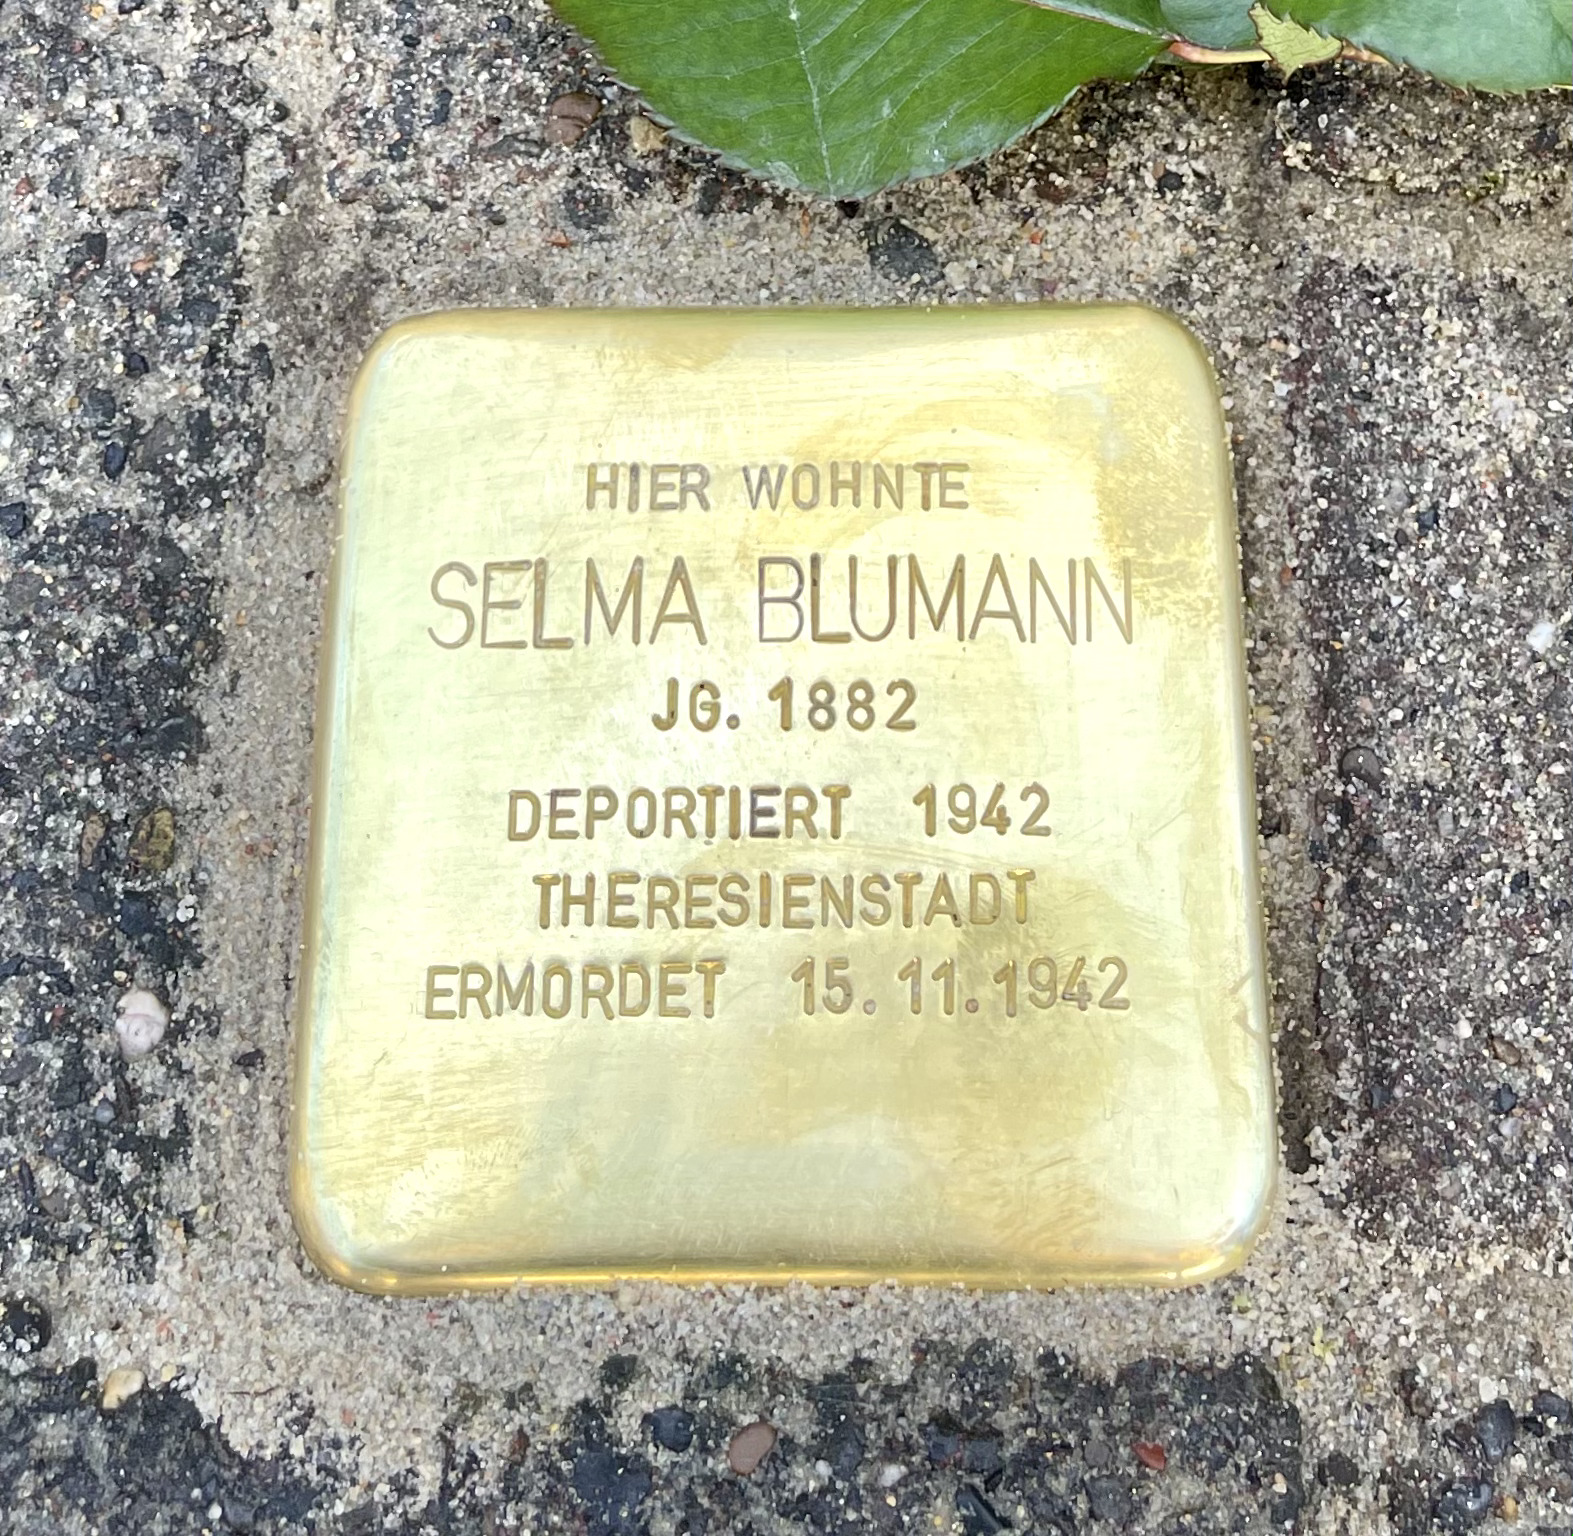 HIER WOHNTE
SELMA BLUMANN
JG. 1882
DEPORTIERT 1942
THERESIENSTADT
ERMORDET 15.11.1942